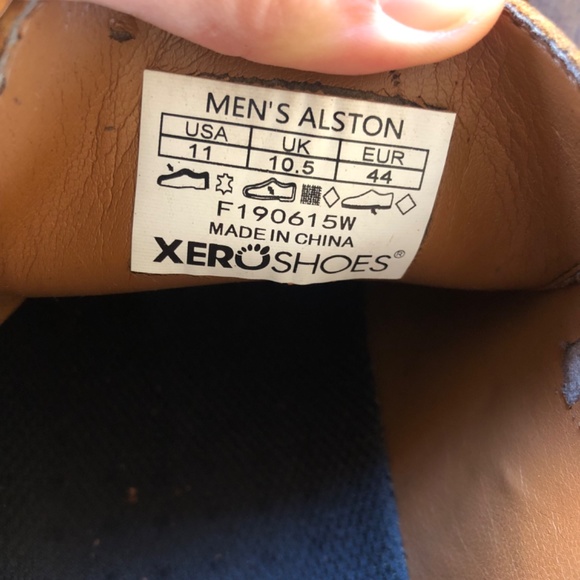 MEN'S ALSTON
USA UK EUR
11 10.5 44
F190615W
MADE IN CHINA
XEROSHOES®